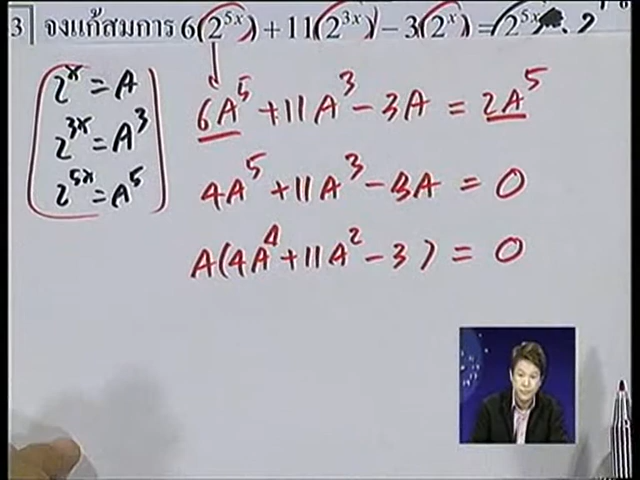 3 จงแก้สมการ 6(2^{5x}) + 11(2^{3x}) − 3(2^x) = (2^{5x}) · 2
2^x = A
2^{3x} = A^3
2^{5x} = A^5
6A^5 + 11A^3 − 3A = 2A^5
4A^5 + 11A^3 − 3A = 0
A(4A^4 + 11A^2 − 3) = 0